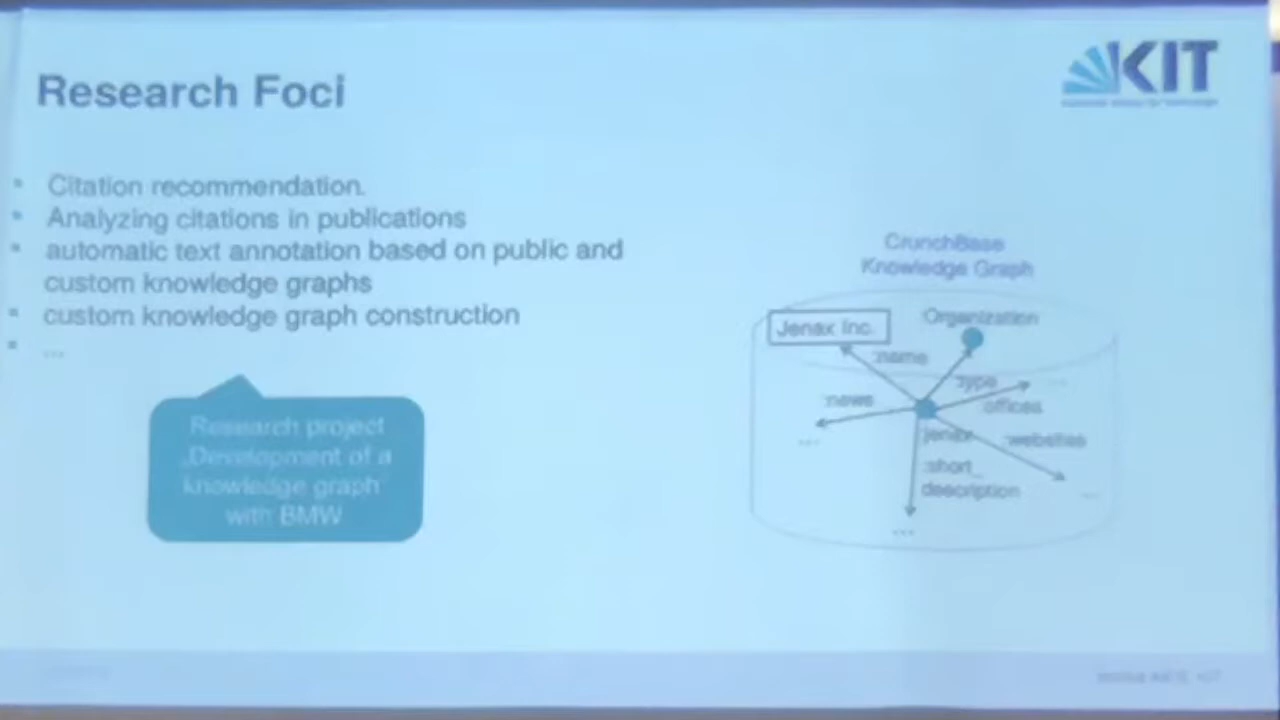 Research Foci
KIT
Citation recommendation.
Analyzing citations in publications
automatic text annotation based on public and
custom knowledge graphs
custom knowledge graph construction
...
Research project
„Development of a
knowledge graph"
with BMW
CrunchBase
Knowledge Graph
Jenax Inc.
Organization
:name
:type
...
:news
offices
...
jenax
:websites
:short_
description
...
...